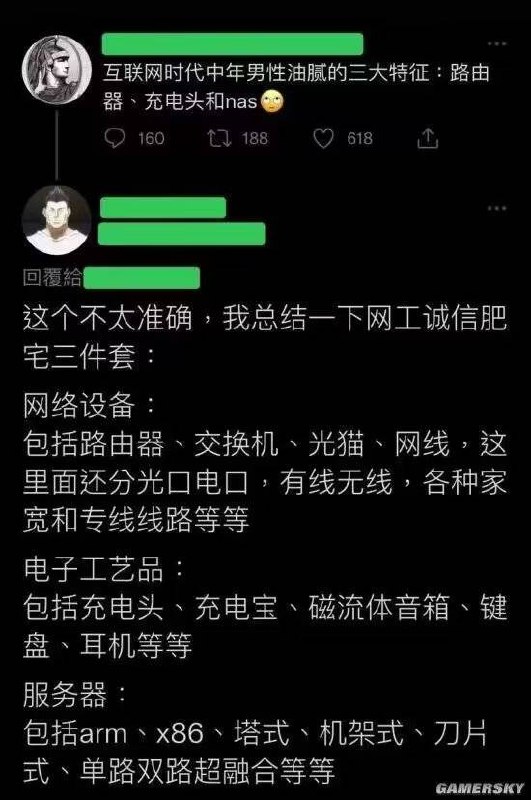 互联网时代中年男性油腻的三大特征：路由
器、充电头和nas🙄
160 188 618
回覆給
这个不太准确，我总结一下网工诚信肥
宅三件套：
网络设备：
包括路由器、交换机、光猫、网线，这
里面还分光口电口，有线无线，各种家
宽和专线线路等等
电子工艺品：
包括充电头、充电宝、磁流体音箱、键
盘、耳机等等
服务器：
包括arm、x86、塔式、机架式、刀片
式、单路双路超融合等等
GAMERSKY